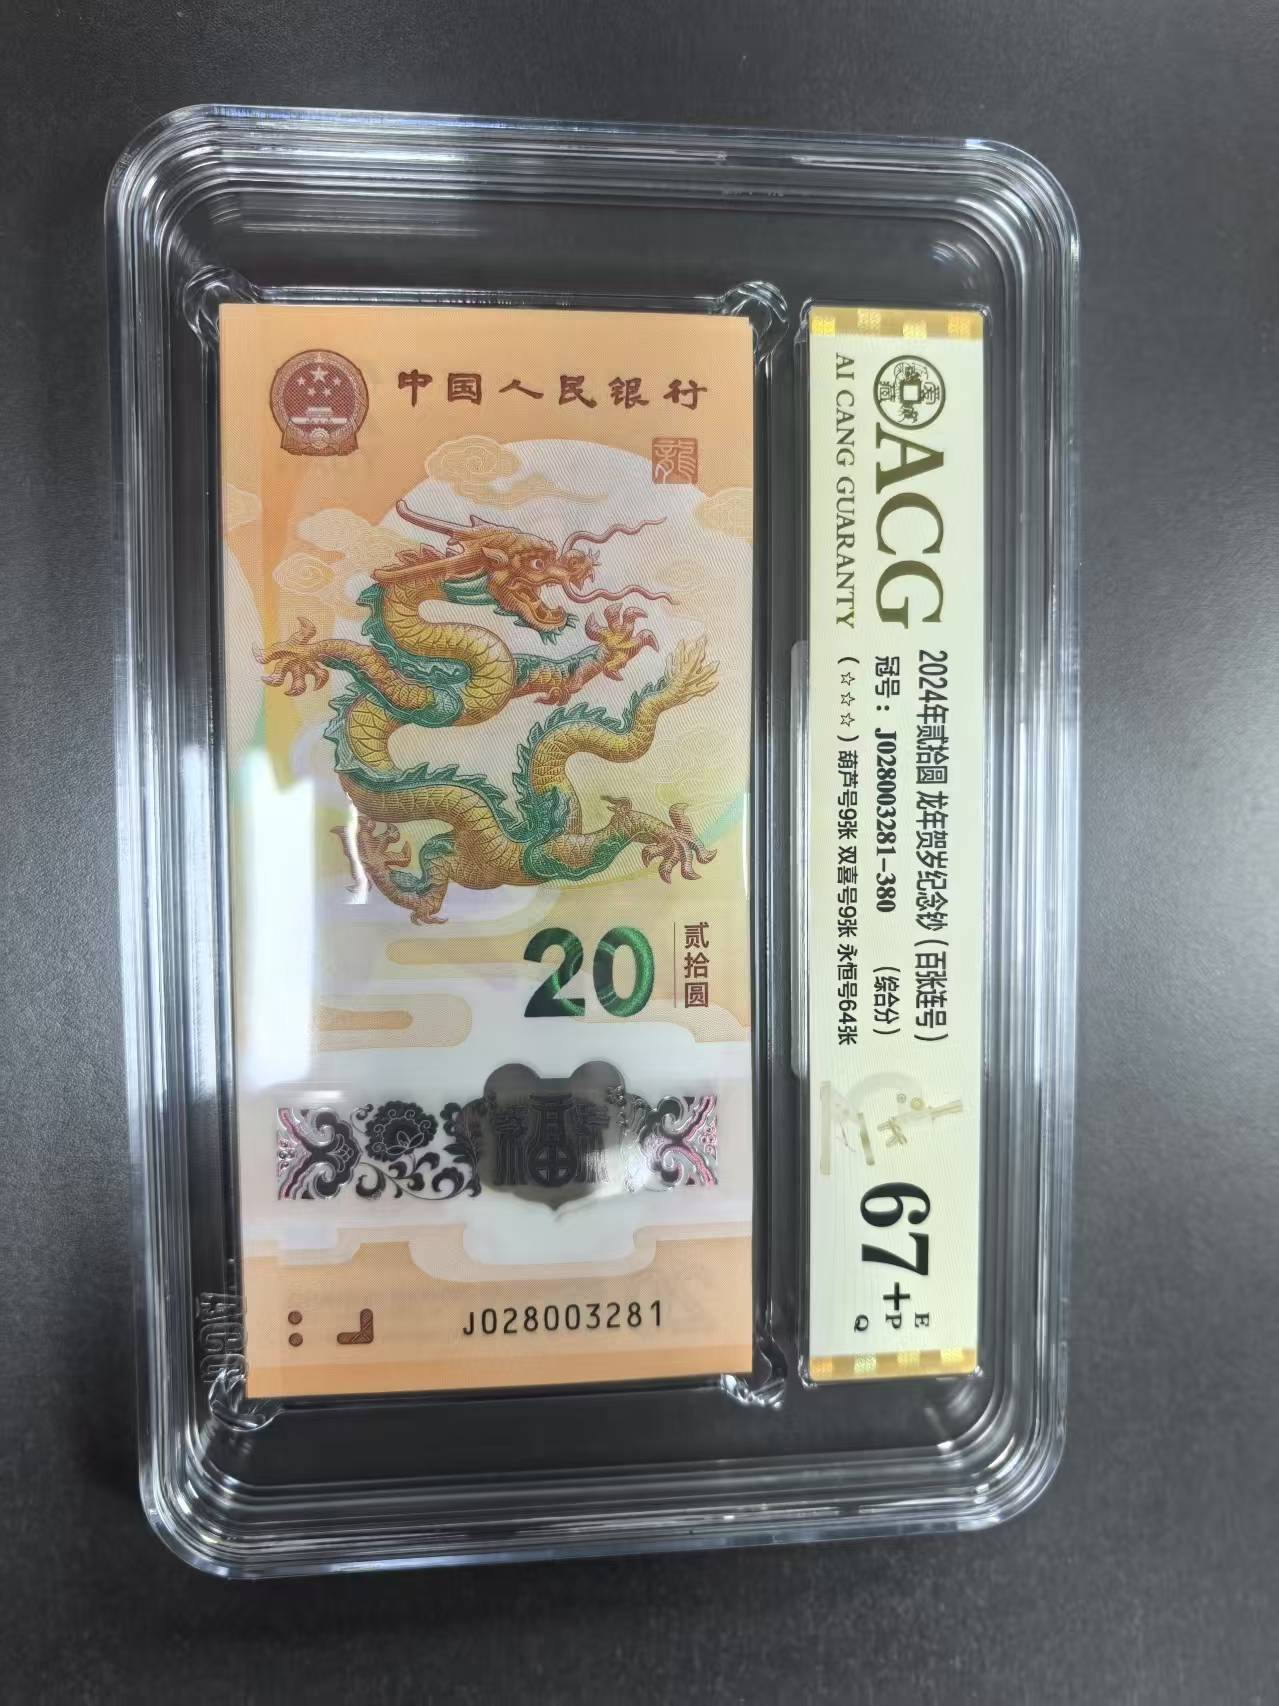 中国人民银行
龍
20
贰拾圆
福
J028003281
ACG
AI CANG GUARANTY
2024年贰拾圆 龙年贺岁纪念钞（百张连号）
冠号：J028003281-380 （综合分）
（☆☆☆）葫芦号9张 双喜号9张 永恒号64张
67+
E
P
Q
ACG